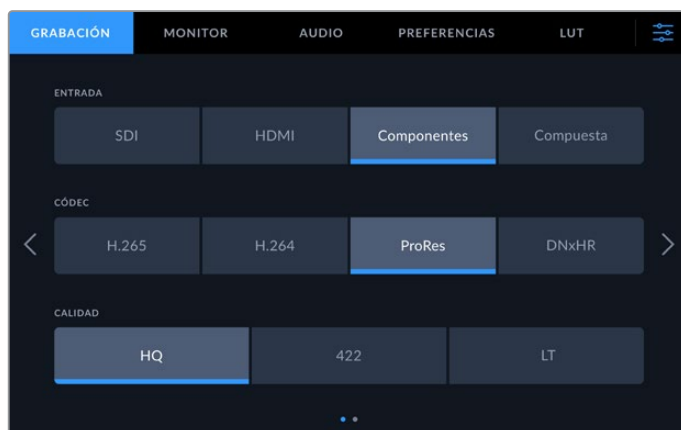 GRABACIÓN MONITOR AUDIO PREFERENCIAS LUT
ENTRADA
SDI HDMI Componentes Compuesta
CÓDEC
H.265 H.264 ProRes DNxHR
CALIDAD
HQ 422 LT